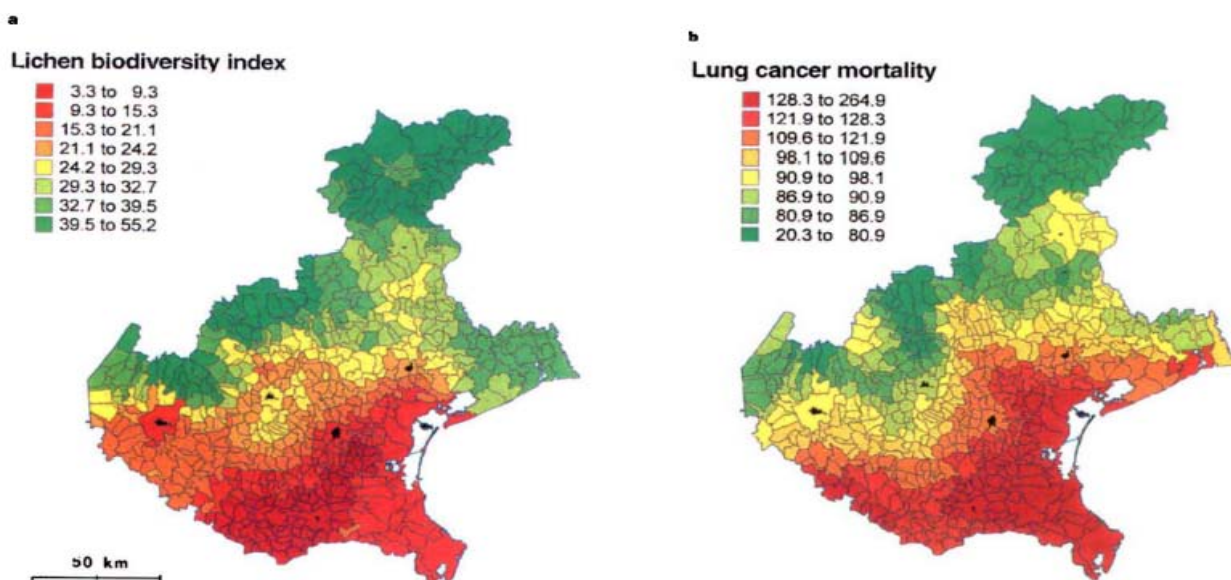 a
Lichen biodiversity index
3.3 to 9.3
9.3 to 15.3
15.3 to 21.1
21.1 to 24.2
24.2 to 29.3
29.3 to 32.7
32.7 to 39.5
39.5 to 55.2
50 km
b
Lung cancer mortality
128.3 to 264.9
121.9 to 128.3
109.6 to 121.9
98.1 to 109.6
90.9 to 98.1
86.9 to 90.9
80.9 to 86.9
20.3 to 80.9